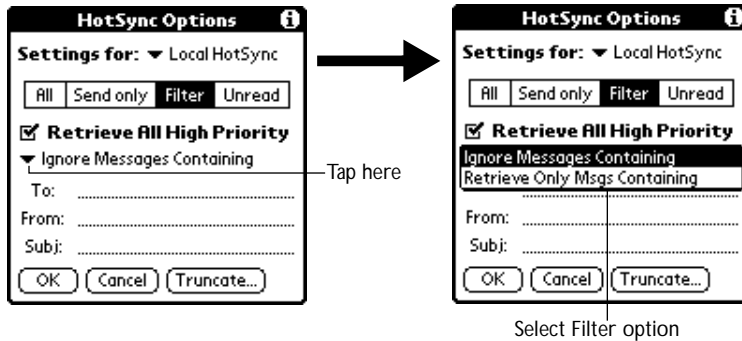 HotSync Options
Settings for: Local HotSync
All Send only Filter Unread
Retrieve All High Priority
Ignore Messages Containing
To:
From:
Subj:
OK Cancel Truncate...
Tap here
HotSync Options
Settings for: Local HotSync
All Send only Filter Unread
Retrieve All High Priority
Ignore Messages Containing
Retrieve Only Msgs Containing
From:
Subj:
OK Cancel Truncate...
Select Filter option